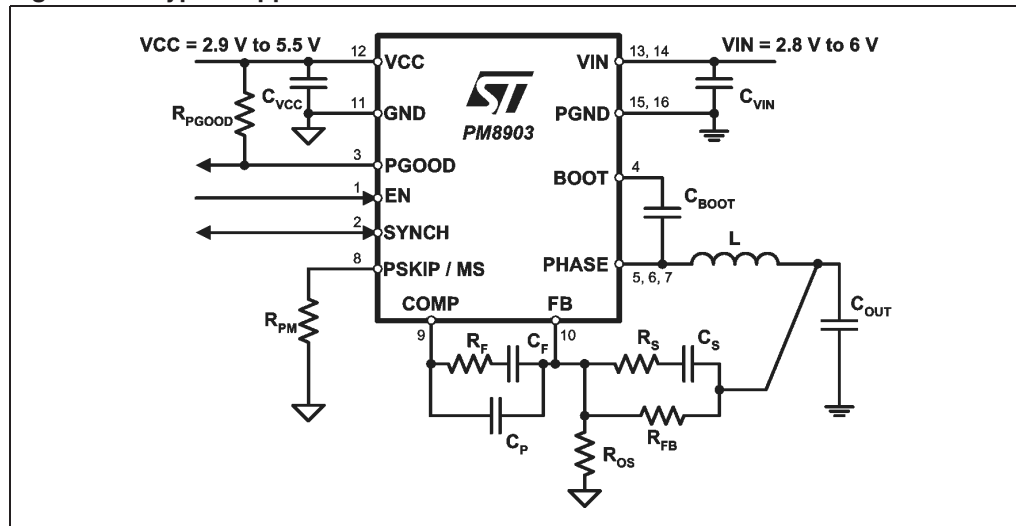 VCC = 2.9 V to 5.5 V
12
VCC
VIN
13, 14
VIN = 2.8 V to 6 V
CVCC
ST
CVIN
RPGOOD
11
GND
PM8903
PGND
15, 16
3
PGOOD
BOOT
4
1
EN
CBOOT
2
SYNCH
L
8
PSKIP / MS
PHASE
5, 6, 7
COMP
FB
COUT
RPM
9
10
RF
CF
RS
CS
CP
RFB
ROS